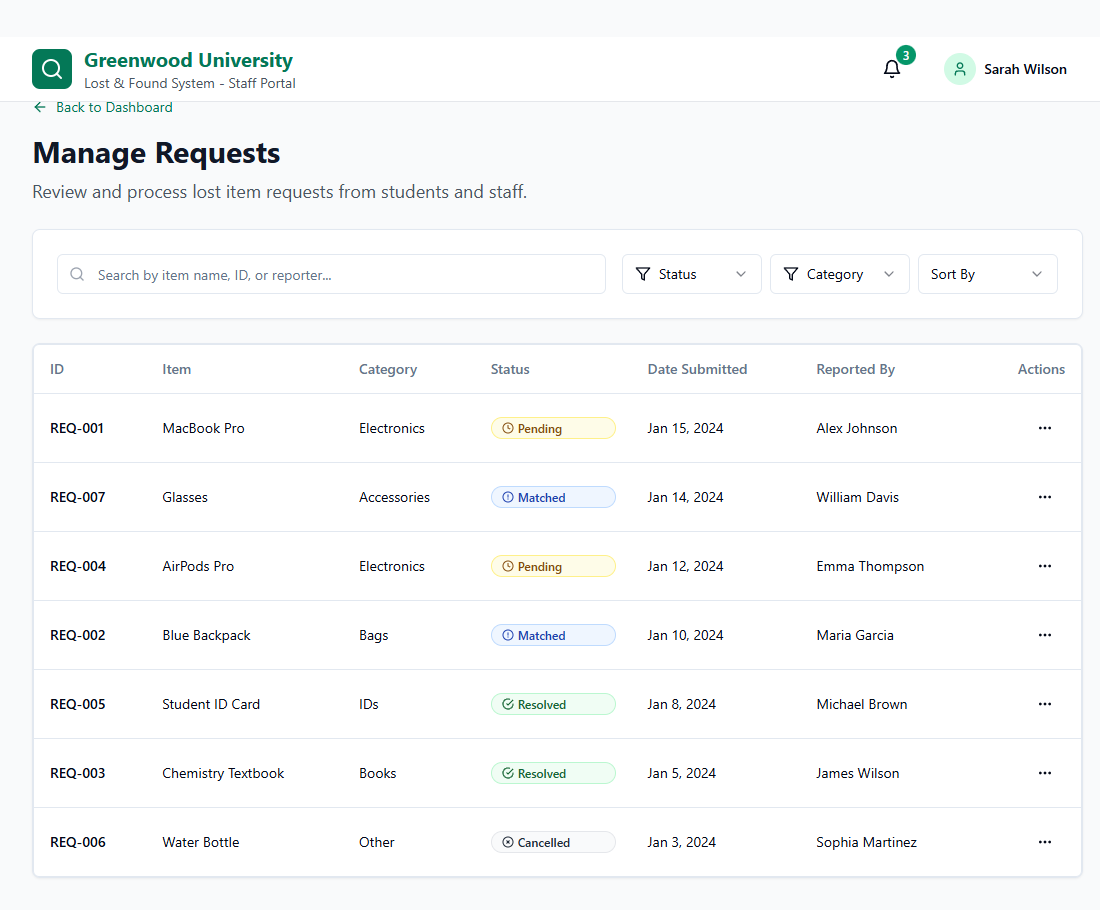 Greenwood University
3
Lost & Found System - Staff Portal
Sarah Wilson
Back to Dashboard
Manage Requests
Review and process lost item requests from students and staff.
Search by item name, ID, or reporter... Status Category Sort By
ID Item Category Status Date Submitted Reported By Actions
REQ-001 MacBook Pro Electronics Pending Jan 15, 2024 Alex Johnson
REQ-007 Glasses Accessories Matched Jan 14, 2024 William Davis
REQ-004 AirPods Pro Electronics Pending Jan 12, 2024 Emma Thompson
REQ-002 Blue Backpack Bags Matched Jan 10, 2024 Maria Garcia
REQ-005 Student ID Card IDs Resolved Jan 8, 2024 Michael Brown
REQ-003 Chemistry Textbook Books Resolved Jan 5, 2024 James Wilson
REQ-006 Water Bottle Other Cancelled Jan 3, 2024 Sophia Martinez